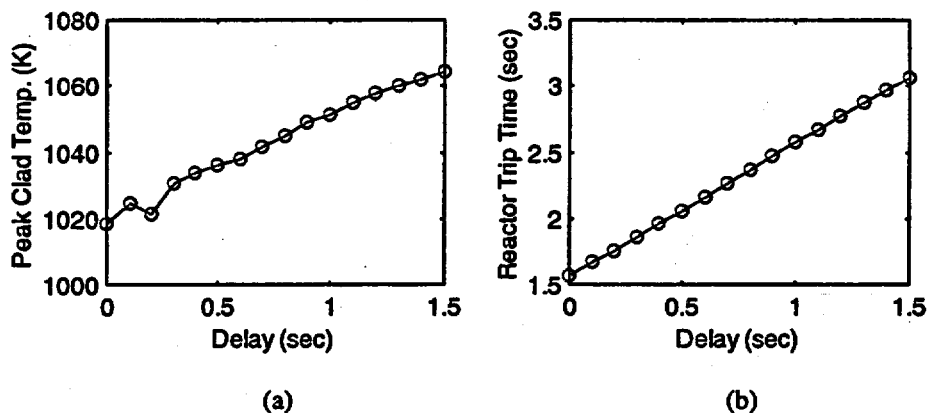 1080
1060
1040
1020
1000
Peak Clad Temp. (K)
0 0.5 1 1.5
Delay (sec)
(a)
3.5
3
2.5
2
1.5
Reactor Trip Time (sec)
0 0.5 1 1.5
Delay (sec)
(b)